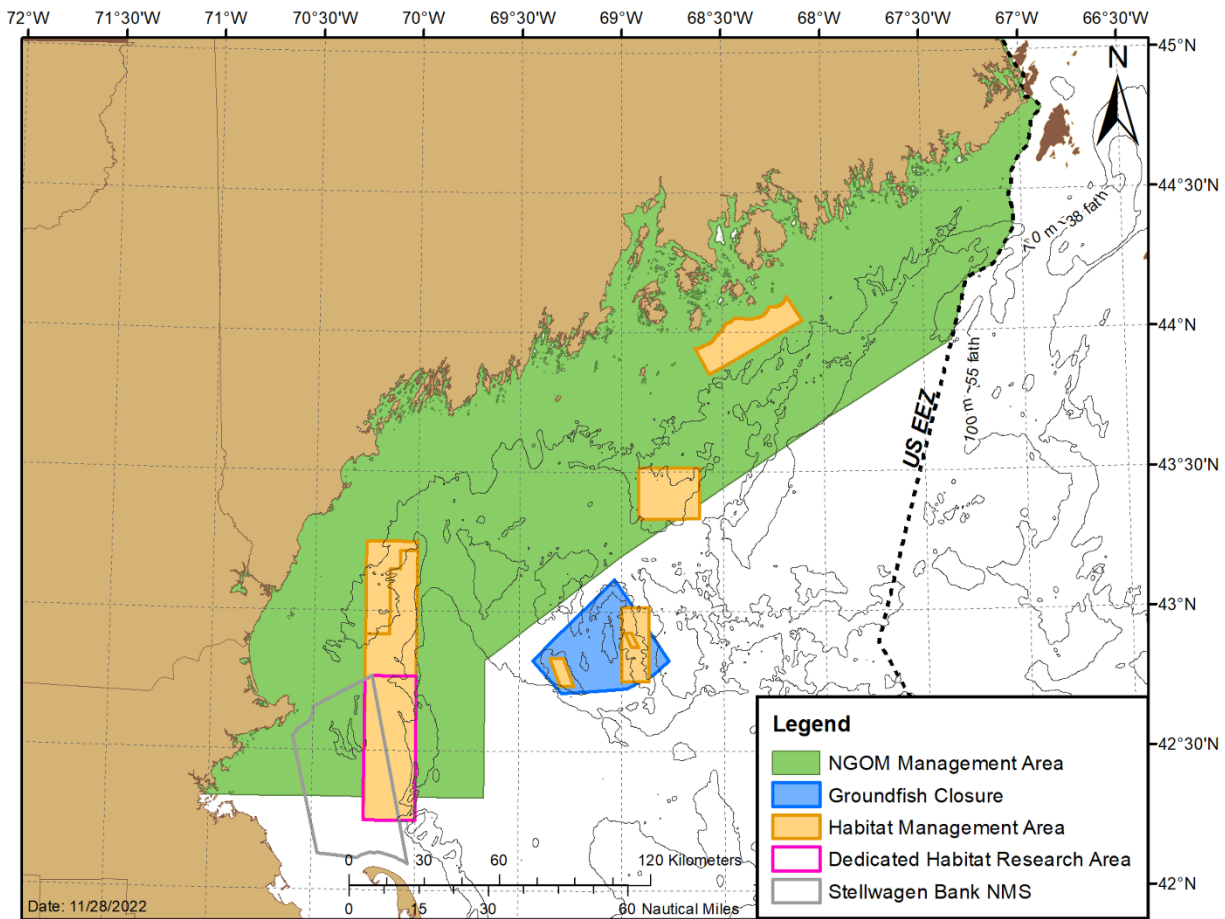 72°W 71°30'W 71°W 70°30'W 70°W 69°30'W 69°W 68°30'W 68°W 67°30'W 67°W 66°30'W
45°N
N
44°30'N
~38 fath
44°N
100 m ~55 fath
US EEZ
43°30'N
43°N
42°30'N
42°N
Legend
NGOM Management Area
Groundfish Closure
Habitat Management Area
Dedicated Habitat Research Area
Stellwagen Bank NMS
0 30 60 120 Kilometers
0 15 30 60 Nautical Miles
Date: 11/28/2022